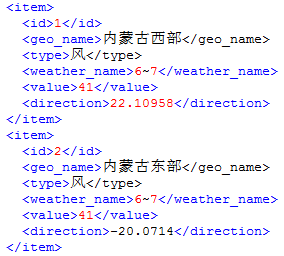 <item>
<id>1</id>
<geo_name>内蒙古西部</geo_name>
<type>风</type>
<weather_name>6~7</weather_name>
<value>41</value>
<direction>22.10958</direction>
</item>
<item>
<id>2</id>
<geo_name>内蒙古东部</geo_name>
<type>风</type>
<weather_name>6~7</weather_name>
<value>41</value>
<direction>-20.0714</direction>
</item>